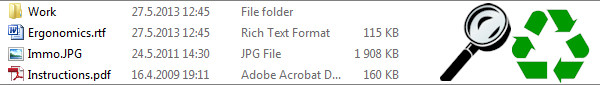 Work 27.5.2013 12:45 File folder
Ergonomics.rtf 27.5.2013 12:45 Rich Text Format 115 KB
Immo.JPG 24.5.2011 14:30 JPG File 1 908 KB
Instructions.pdf 16.4.2009 19:11 Adobe Acrobat D... 160 KB